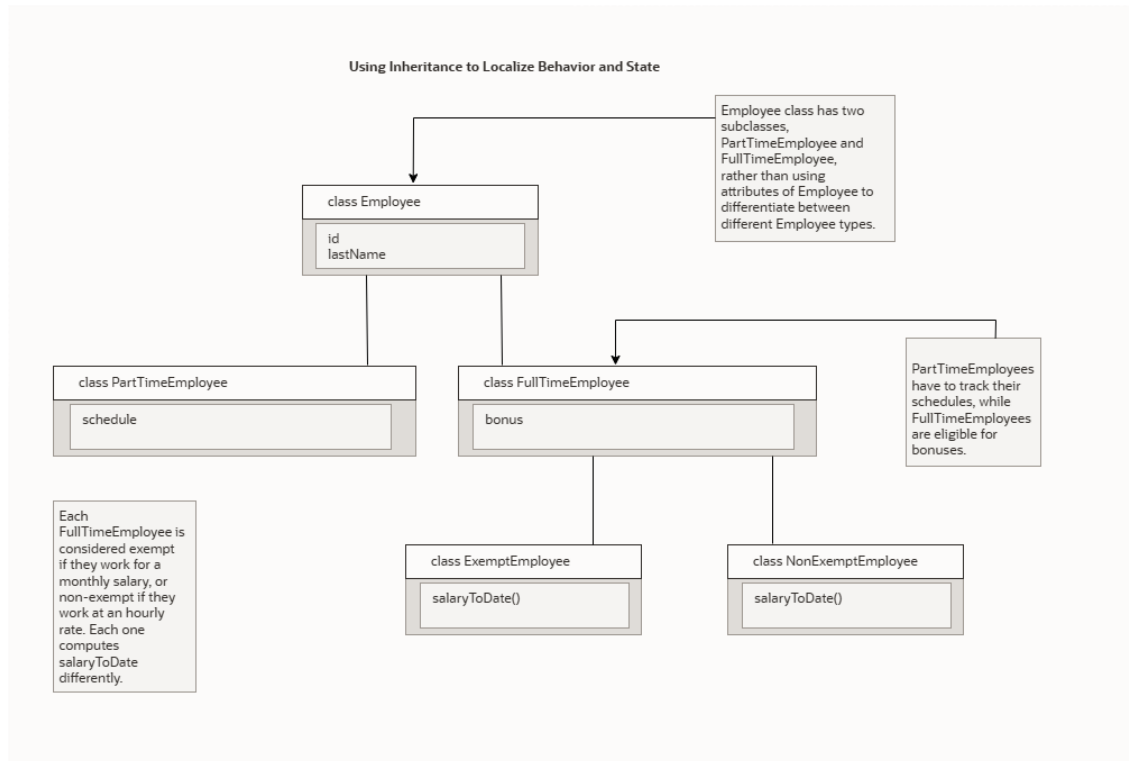 Using Inheritance to Localize Behavior and State
Employee class has two
subclasses,
PartTimeEmployee and
FullTimeEmployee,
rather than using
attributes of Employee to
differentiate between
different Employee types.
class Employee
id
lastName
class PartTimeEmployee
schedule
class FullTimeEmployee
bonus
PartTimeEmployees
have to track their
schedules, while
FullTimeEmployees
are eligible for
bonuses.
Each
FullTimeEmployee is
considered exempt
if they work for a
monthly salary, or
non-exempt if they
work at an hourly
rate. Each one
computes
salaryToDate
differently.
class ExemptEmployee
salaryToDate()
class NonExemptEmployee
salaryToDate()